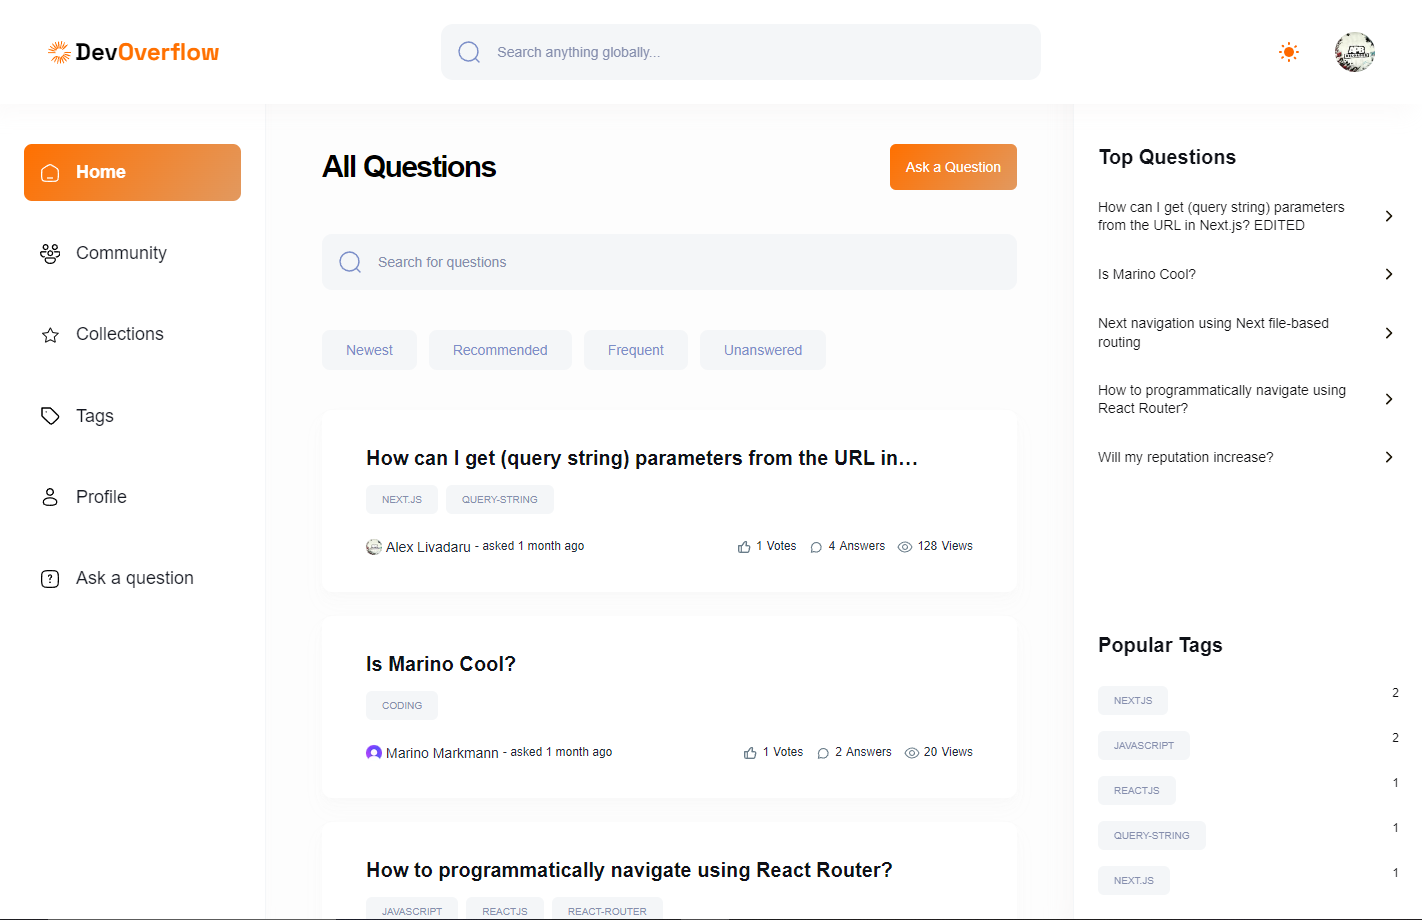 DevOverflow
Search anything globally...
Home
Community
Collections
Tags
Profile
Ask a question
All Questions
Ask a Question
Search for questions
Newest
Recommended
Frequent
Unanswered
How can I get (query string) parameters from the URL in...
NEXT.JS
QUERY-STRING
Alex Livadaru - asked 1 month ago
1 Votes
4 Answers
128 Views
Is Marino Cool?
CODING
Marino Markmann - asked 1 month ago
1 Votes
2 Answers
20 Views
How to programmatically navigate using React Router?
JAVASCRIPT
REACTJS
REACT-ROUTER
Top Questions
How can I get (query string) parameters
from the URL in Next.js? EDITED
Is Marino Cool?
Next navigation using Next file-based
routing
How to programmatically navigate using
React Router?
Will my reputation increase?
Popular Tags
NEXTJS 2
JAVASCRIPT 2
REACTJS 1
QUERY-STRING 1
NEXT.JS 1